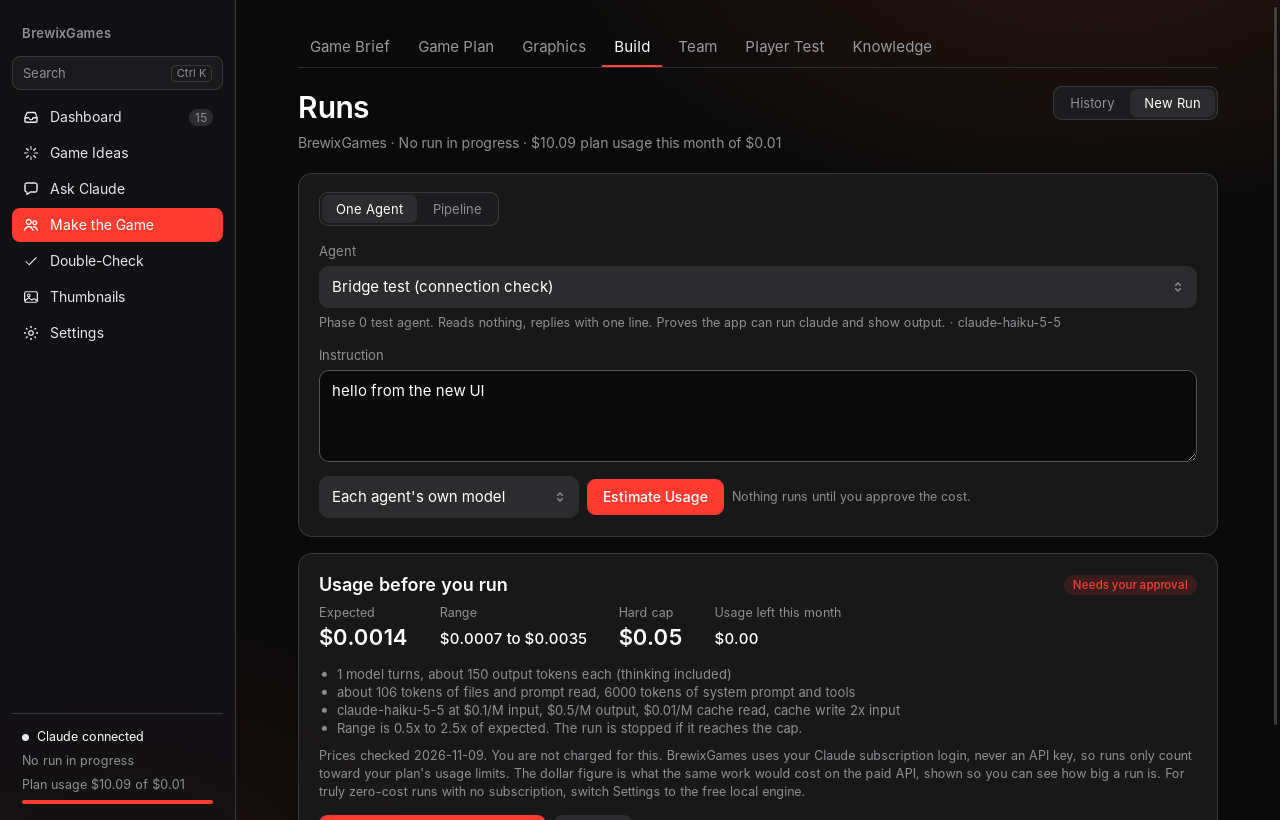 BrewixGames
Search
Ctrl K
Dashboard
15
Game Ideas
Ask Claude
Make the Game
Double-Check
Thumbnails
Settings
Claude connected
No run in progress
Plan usage $10.09 of $0.01
Game Brief
Game Plan
Graphics
Build
Team
Player Test
Knowledge
Runs
History
New Run
BrewixGames · No run in progress · $10.09 plan usage this month of $0.01
One Agent
Pipeline
Agent
Bridge test (connection check)
Phase 0 test agent. Reads nothing, replies with one line. Proves the app can run claude and show output. · claude-haiku-5-5
Instruction
hello from the new UI
Each agent's own model
Estimate Usage
Nothing runs until you approve the cost.
Usage before you run
Needs your approval
Expected
Range
Hard cap
Usage left this month
$0.0014
$0.0007 to $0.0035
$0.05
$0.00
• 1 model turns, about 150 output tokens each (thinking included)
• about 106 tokens of files and prompt read, 6000 tokens of system prompt and tools
• claude-haiku-5-5 at $0.1/M input, $0.5/M output, $0.01/M cache read, cache write 2x input
• Range is 0.5x to 2.5x of expected. The run is stopped if it reaches the cap.
Prices checked 2026-11-09. You are not charged for this. BrewixGames uses your Claude subscription login, never an API key, so runs only count
toward your plan's usage limits. The dollar figure is what the same work would cost on the paid API, shown so you can see how big a run is. For
truly zero-cost runs with no subscription, switch Settings to the free local engine.